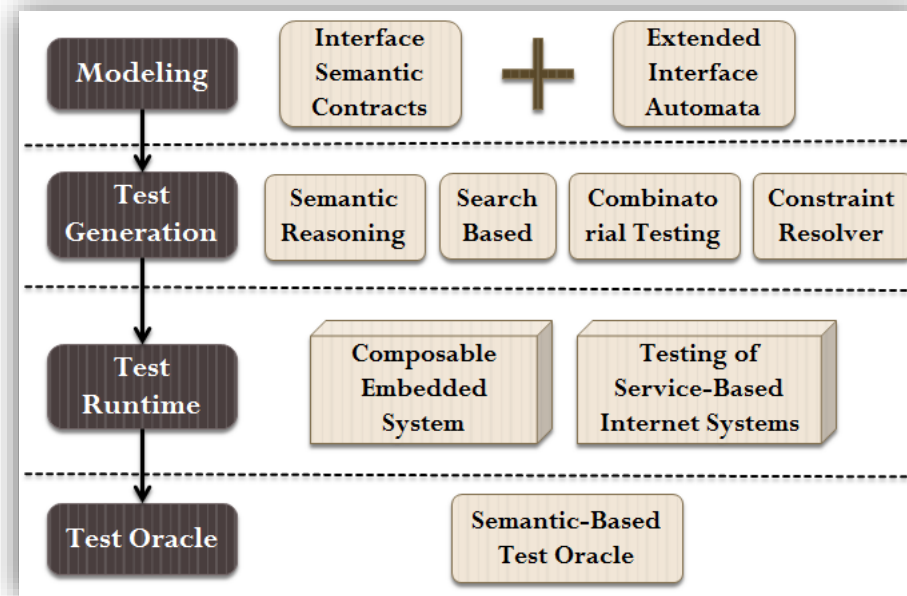 Modeling
Interface
Semantic
Contracts
Extended
Interface
Automata
Test
Generation
Semantic
Reasoning
Search
Based
Combinato
rial Testing
Constraint
Resolver
Test
Runtime
Composable
Embedded
System
Testing of
Service-Based
Internet Systems
Test Oracle
Semantic-Based
Test Oracle